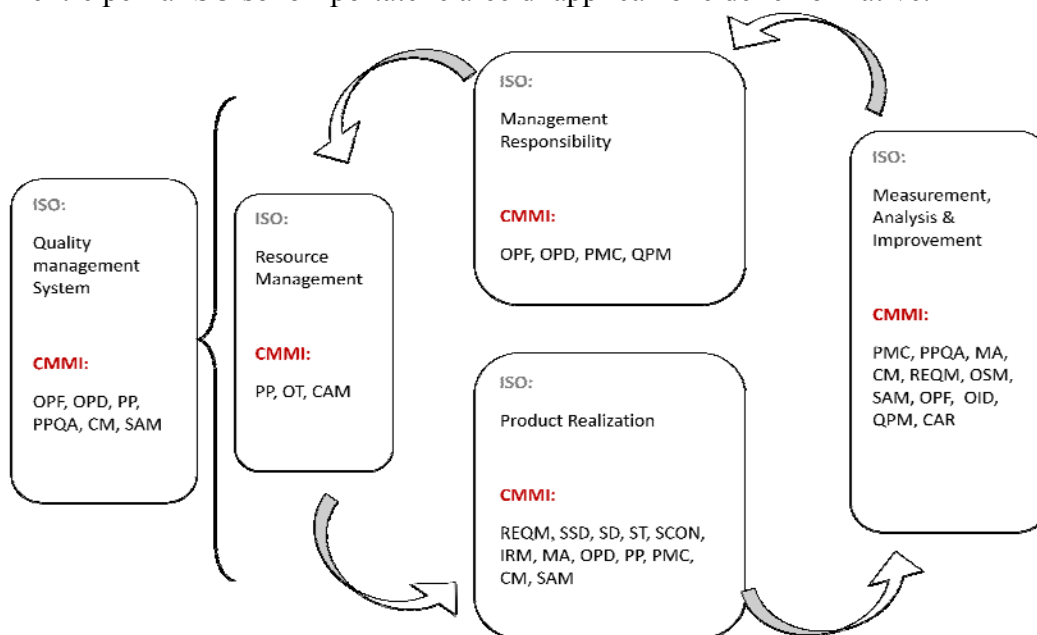 ISO:
Quality
management
System
CMMI:
OPF, OPD, PP,
PPQA, CM, SAM
ISO:
Resource
Management
CMMI:
PP, OT, CAM
ISO:
Management
Responsibility
CMMI:
OPF, OPD, PMC, QPM
ISO:
Product Realization
CMMI:
REQM, SSD, SD, ST, SCON,
IRM, MA, OPD, PP, PMC,
CM, SAM
ISO:
Measurement,
Analysis &
Improvement
CMMI:
PMC, PPQA, MA,
CM, REQM, OSM,
SAM, OPF, OID,
QPM, CAR